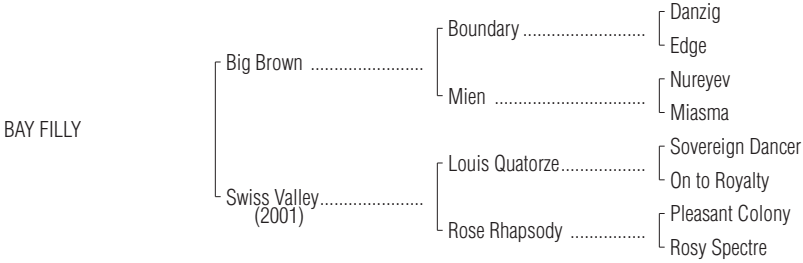 Danzig
Boundary ........................
Edge
Big Brown ......................
Nureyev
Mien .............................
Miasma
BAY FILLY
Sovereign Dancer
Louis Quatorze................
On to Royalty
Swiss Valley....................
(2001)
Pleasant Colony
Rose Rhapsody ...............
Rosy Spectre